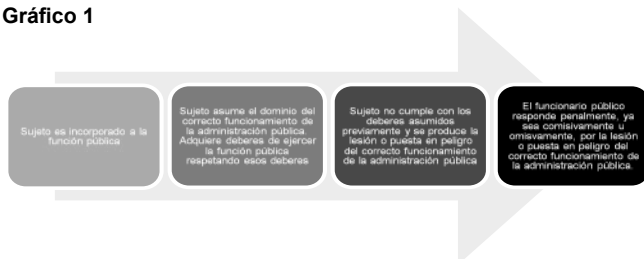 Gráfico 1
Sujeto es incorporado a la
función pública
Sujeto asume el dominio del
correcto funcionamiento de
la administración pública.
Adquiere deberes de ejercer
la función pública
respetando esos deberes
Sujeto no cumple con los
deberes asumidos
previamente y se produce la
lesión o puesta en peligro
del correcto funcionamiento
de la administración pública
El funcionario público
responde penalmente, ya
sea comisivamente u
omisivamente, por la lesión
o puesta en peligro del
correcto funcionamiento de
la administración pública.